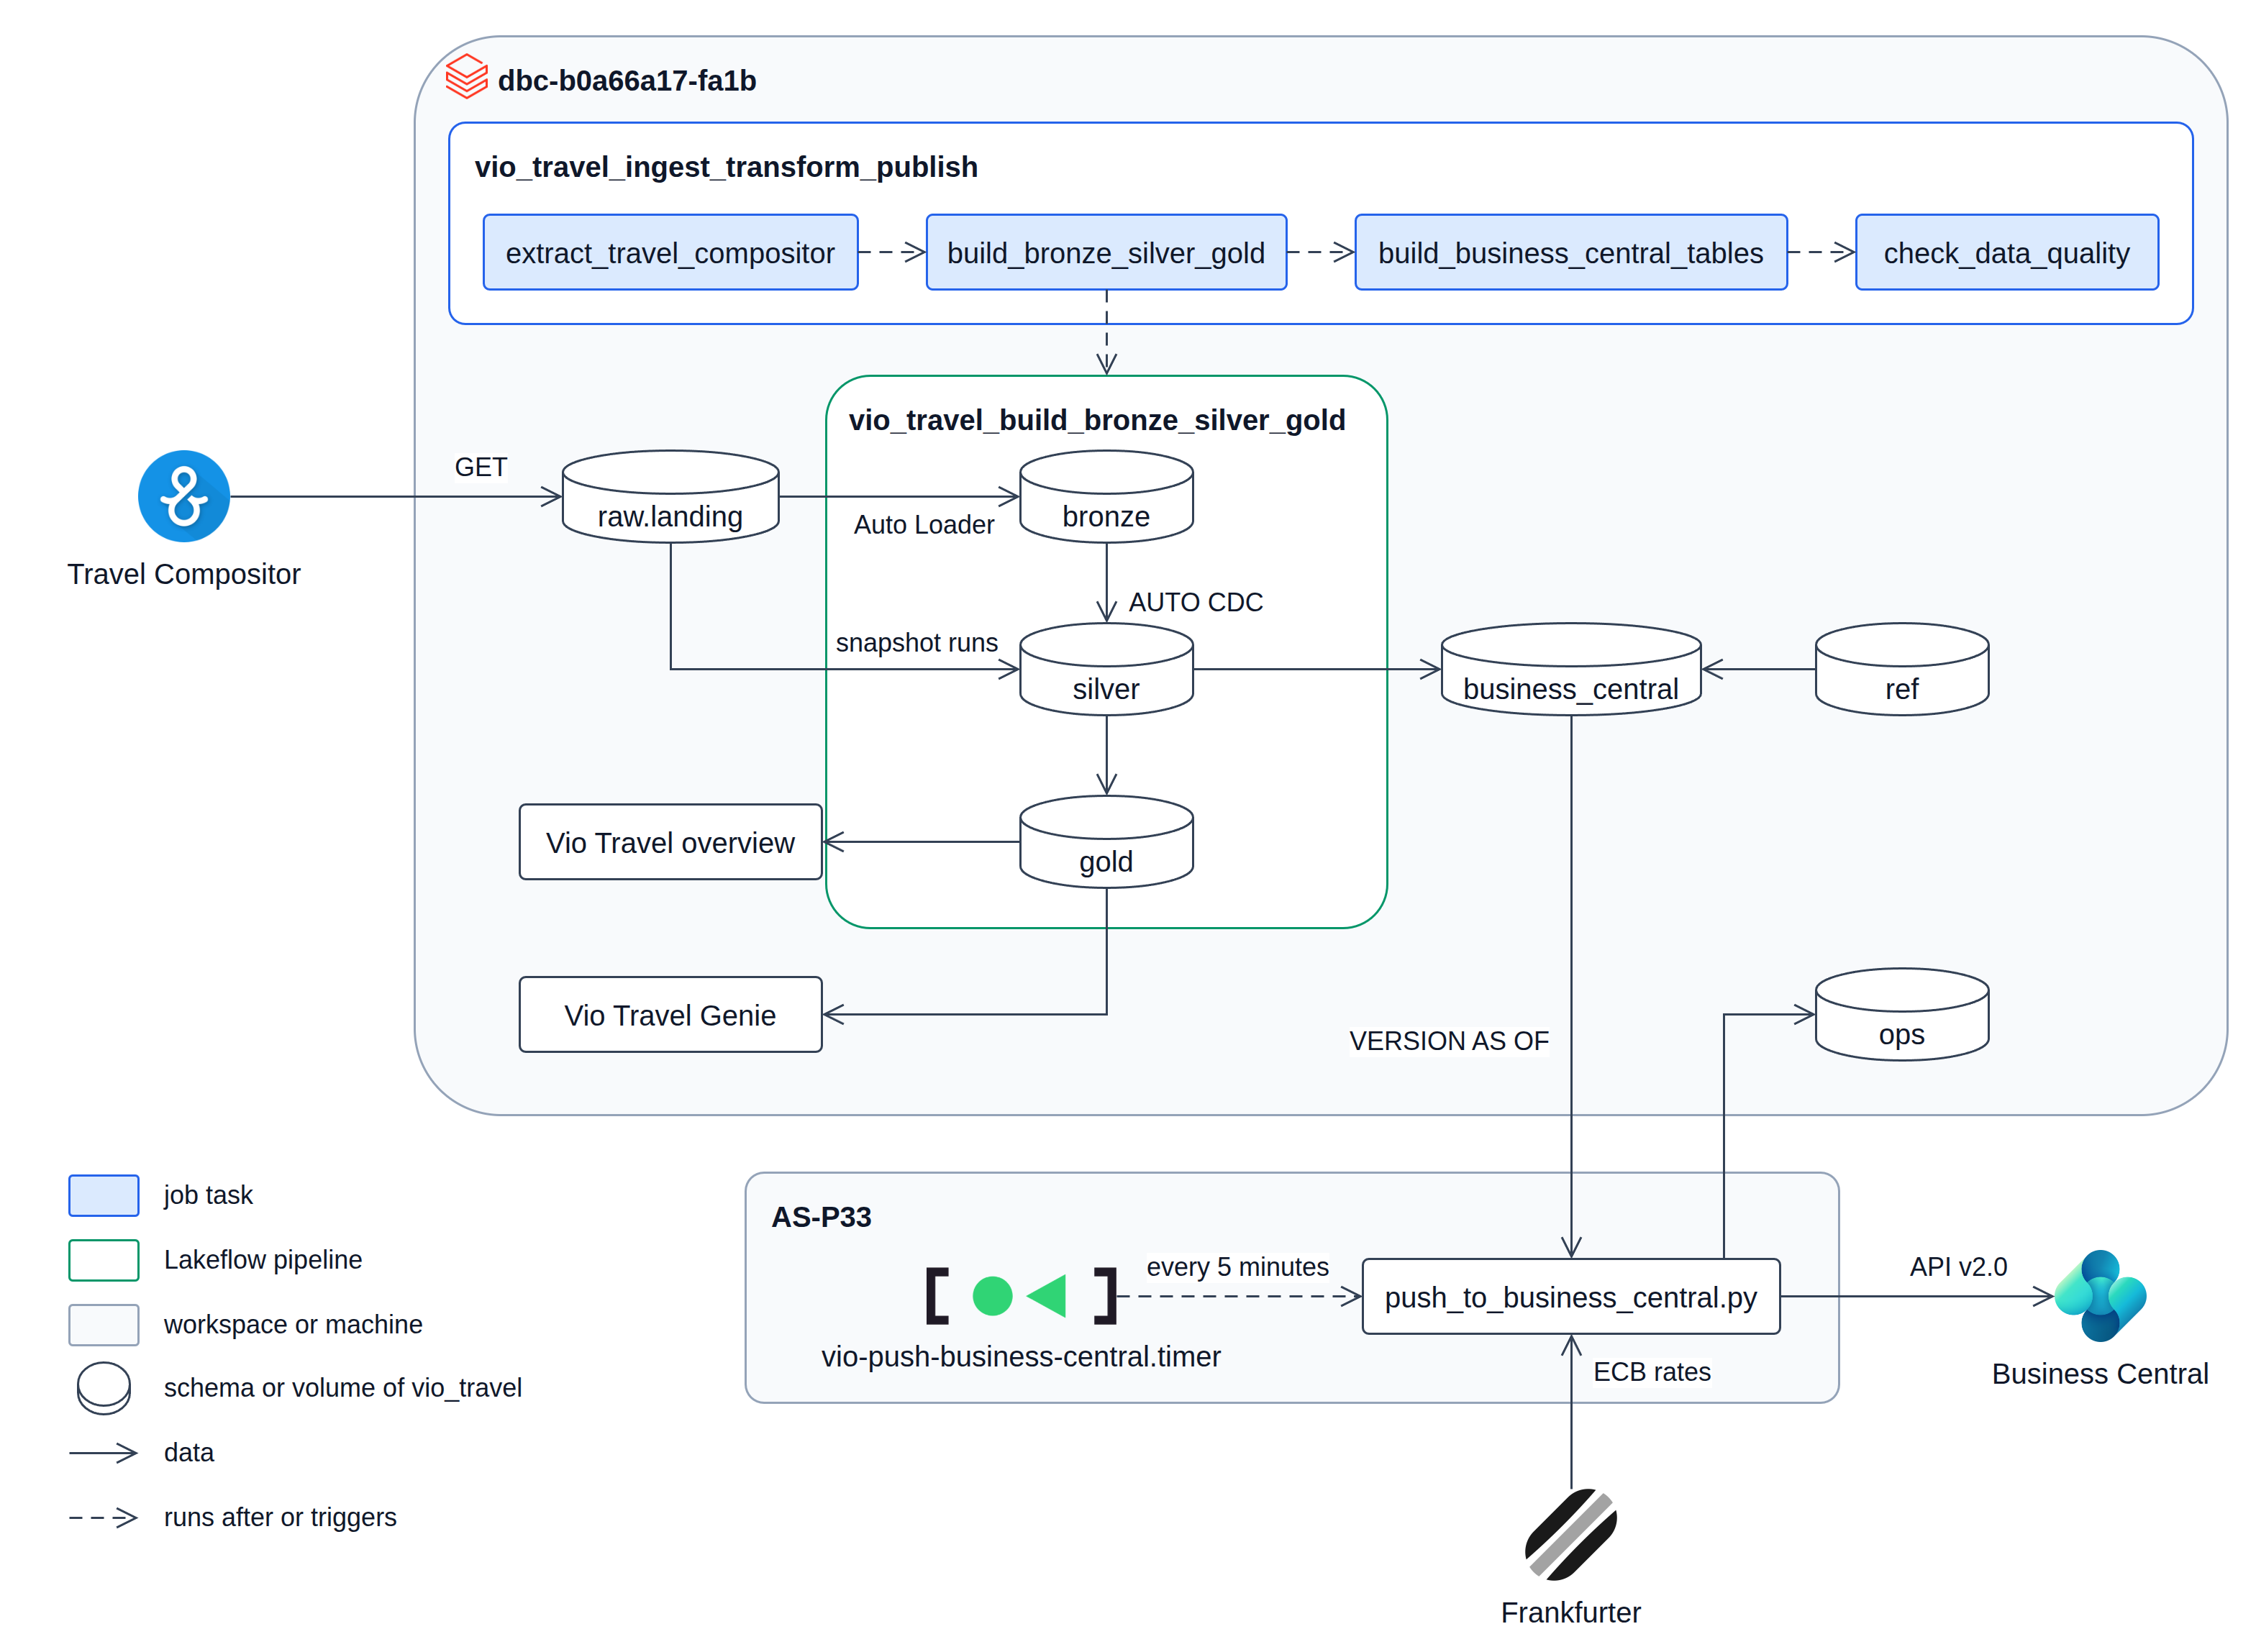 dbc-b0a66a17-fa1b
vio_travel_ingest_transform_publish
extract_travel_compositor
build_bronze_silver_gold
build_business_central_tables
check_data_quality
vio_travel_build_bronze_silver_gold
GET
raw.landing
Auto Loader
bronze
Travel Compositor
AUTO CDC
snapshot runs
silver
business_central
ref
Vio Travel overview
gold
Vio Travel Genie
VERSION AS OF
ops
job task
Lakeflow pipeline
workspace or machine
schema or volume of vio_travel
data
runs after or triggers
AS-P33
every 5 minutes
vio-push-business-central.timer
push_to_business_central.py
API v2.0
Business Central
ECB rates
Frankfurter